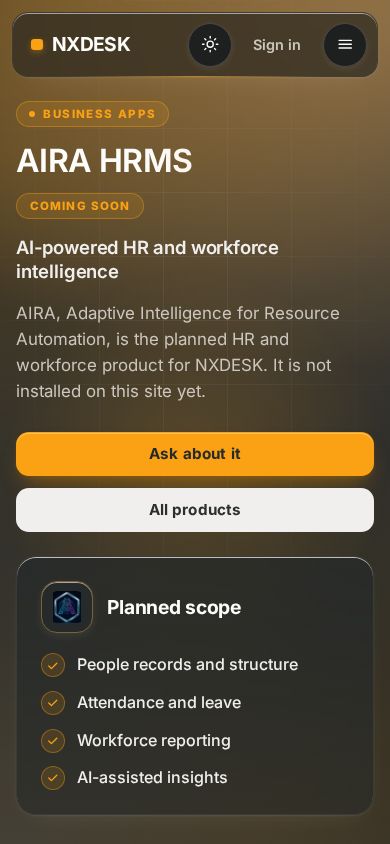 NXDESK
Sign in
BUSINESS APPS
AIRA HRMS
COMING SOON
AI-powered HR and workforce
intelligence
AIRA, Adaptive Intelligence for Resource
Automation, is the planned HR and
workforce product for NXDESK. It is not
installed on this site yet.
Ask about it
All products
Planned scope
People records and structure
Attendance and leave
Workforce reporting
AI-assisted insights